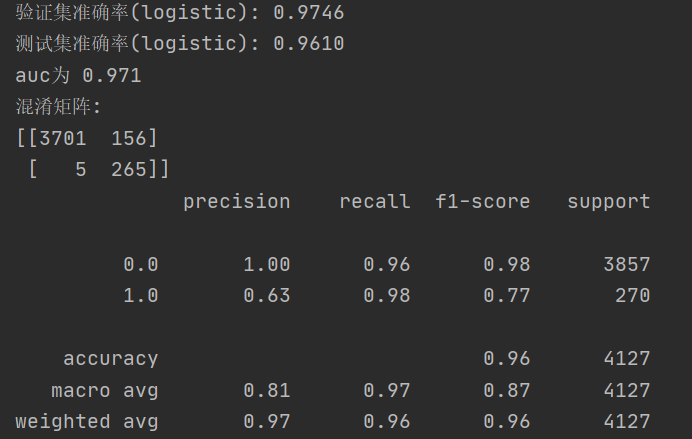 验证集准确率(logistic): 0.9746
测试集准确率(logistic): 0.9610
auc为 0.971
混淆矩阵:
[[3701  156]
 [   5  265]]
              precision    recall  f1-score   support
         0.0       1.00      0.96      0.98      3857
         1.0       0.63      0.98      0.77       270
    accuracy                           0.96      4127
   macro avg       0.81      0.97      0.87      4127
weighted avg       0.97      0.96      0.96      4127